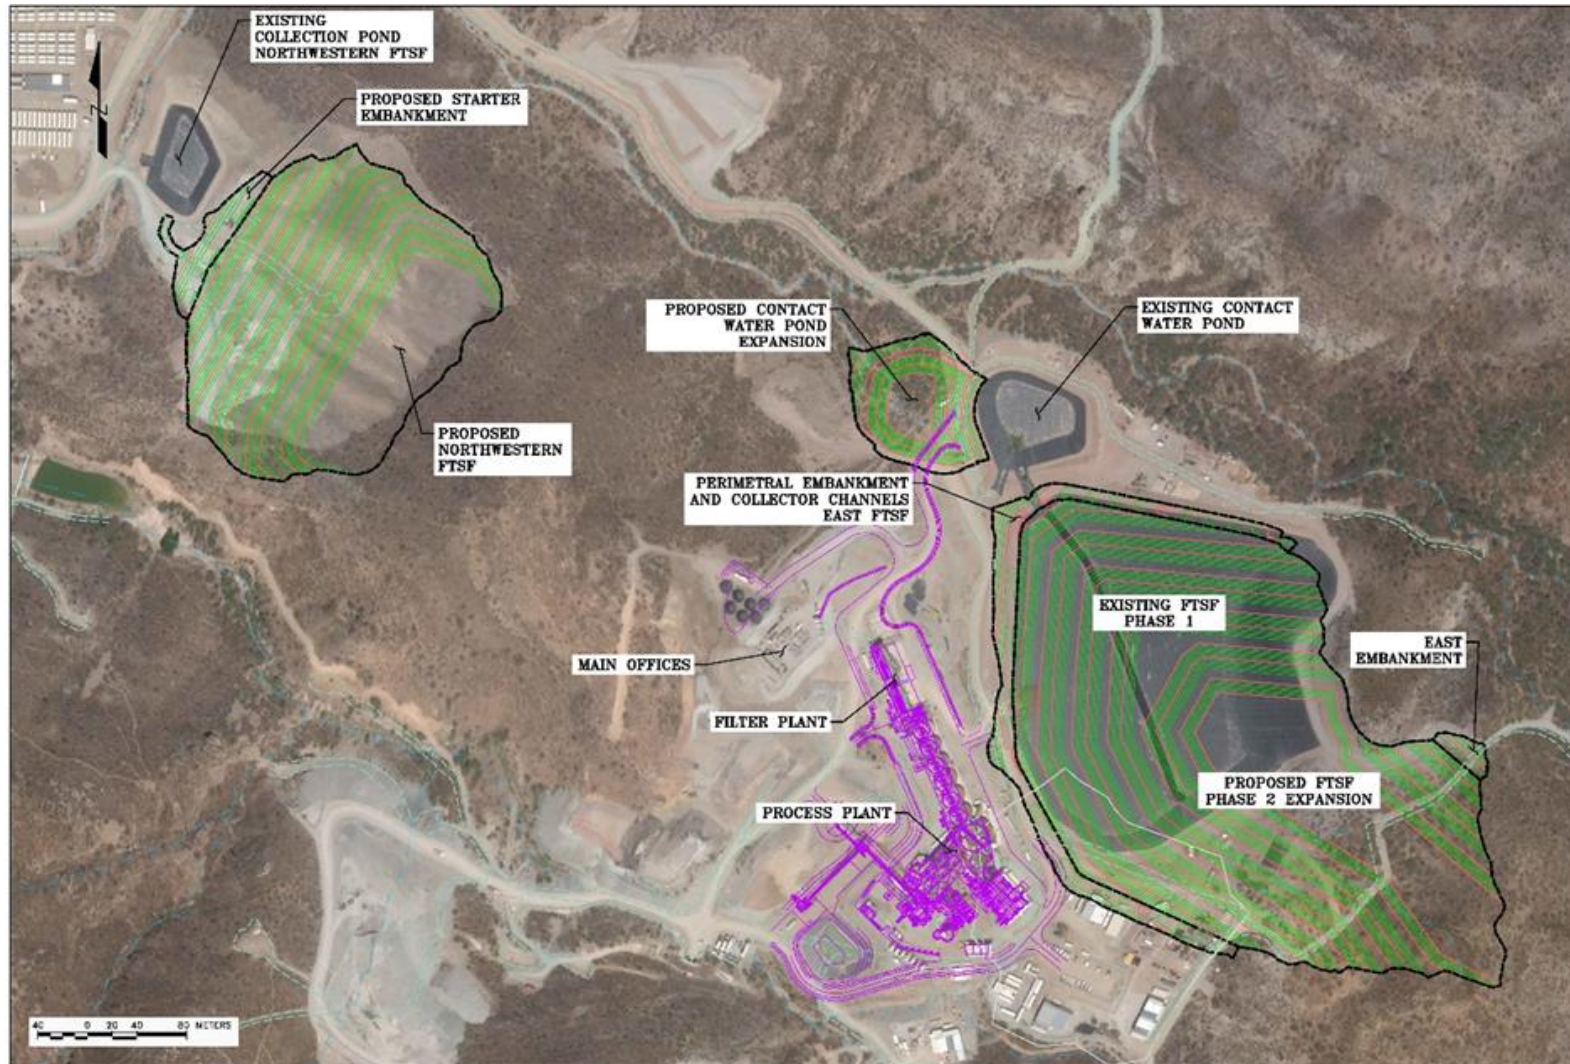 EXISTING
COLLECTION POND
NORTHWESTERN FTSF
PROPOSED STARTER
EMBANKMENT
N
PROPOSED CONTACT
WATER POND
EXPANSION
EXISTING CONTACT
WATER POND
PROPOSED
NORTHWESTERN
FTSF
PERIMETRAL EMBANKMENT
AND COLLECTOR CHANNELS
EAST FTSF
EXISTING FTSF
PHASE 1
EAST
EMBANKMENT
MAIN OFFICES
FILTER PLANT
PROPOSED FTSF
PHASE 2 EXPANSION
PROCESS PLANT
40 0 20 40 80 METERS